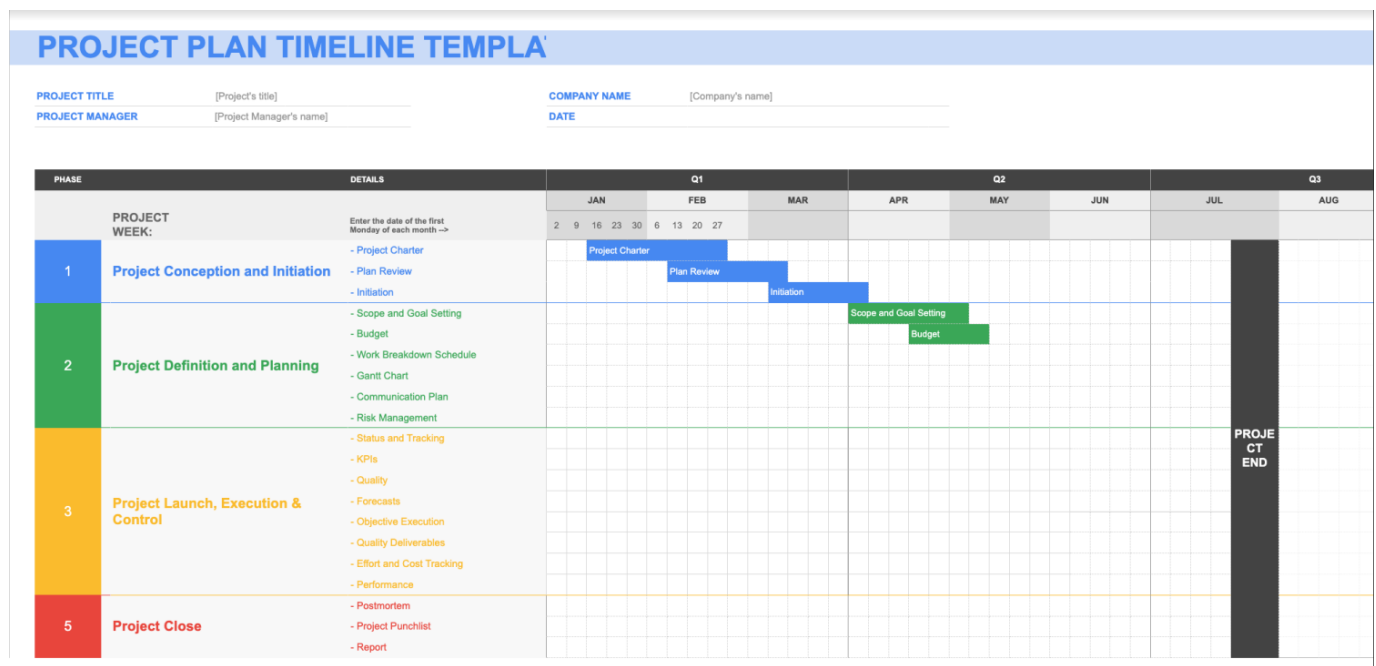 PROJECT PLAN TIMELINE TEMPLA
PROJECT TITLE [Project's title] COMPANY NAME [Company's name]
PROJECT MANAGER [Project Manager's name] DATE
PHASE DETAILS Q1 Q2 Q3
JAN FEB MAR APR MAY JUN JUL AUG
PROJECT
WEEK:
Enter the date of the first
Monday of each month -->
2 9 16 23 30 6 13 20 27
1
Project Conception and Initiation
- Project Charter
- Plan Review
- Initiation
Project Charter
Plan Review
Initiation
2
Project Definition and Planning
- Scope and Goal Setting
- Budget
- Work Breakdown Schedule
- Gantt Chart
- Communication Plan
- Risk Management
Scope and Goal Setting
Budget
3
Project Launch, Execution &
Control
- Status and Tracking
- KPIs
- Quality
- Forecasts
- Objective Execution
- Quality Deliverables
- Effort and Cost Tracking
- Performance
PROJE
CT
END
5
Project Close
- Postmortem
- Project Punchlist
- Report